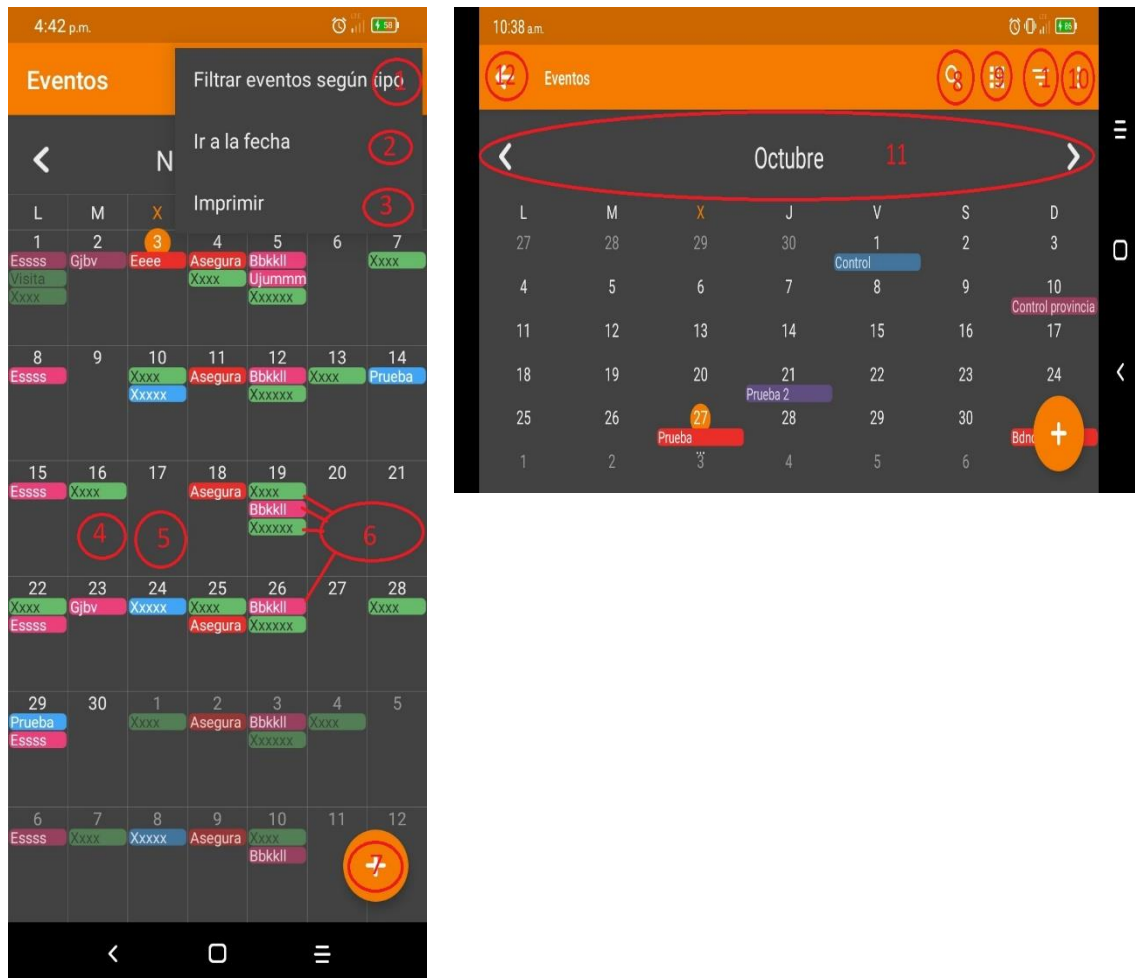 4:42 p.m.
58
Eventos
Filtrar eventos según tipo
1
Ir a la fecha
2
N
Imprimir
3
L M X
1 2 3 4 5 6 7
Essss Gjbv Eeee Asegura Bbkkll Xxxx
Visita Xxxx Ujummm
Xxxx Xxxxxx
8 9 10 11 12 13 14
Essss Xxxx Asegura Bbkkll Xxxx Prueba
Xxxxx Xxxxxx
15 16 17 18 19 20 21
Essss Xxxx Asegura Xxxx
Bbkkll
Xxxxxx
4 5 6
22 23 24 25 26 27 28
Xxxx Gjbv Xxxxx Xxxx Bbkkll Xxxx
Essss Asegura Xxxxxx
29 30 1 2 3 4 5
Prueba Xxxx Asegura Bbkkll Xxxx
Essss Xxxxxx
6 7 8 9 10 11 12
Essss Xxxx Xxxxx Asegura Xxxx
Bbkkll
7
10:38 a.m.
86
12 Eventos 8 9 1 10
Octubre 11
L M X J V S D
27 28 29 30 1 2 3
Control
4 5 6 7 8 9 10
Control provincia
11 12 13 14 15 16 17
18 19 20 21 22 23 24
Prueba 2
25 26 27 28 29 30
Prueba Bdn
1 2 3 4 5 6